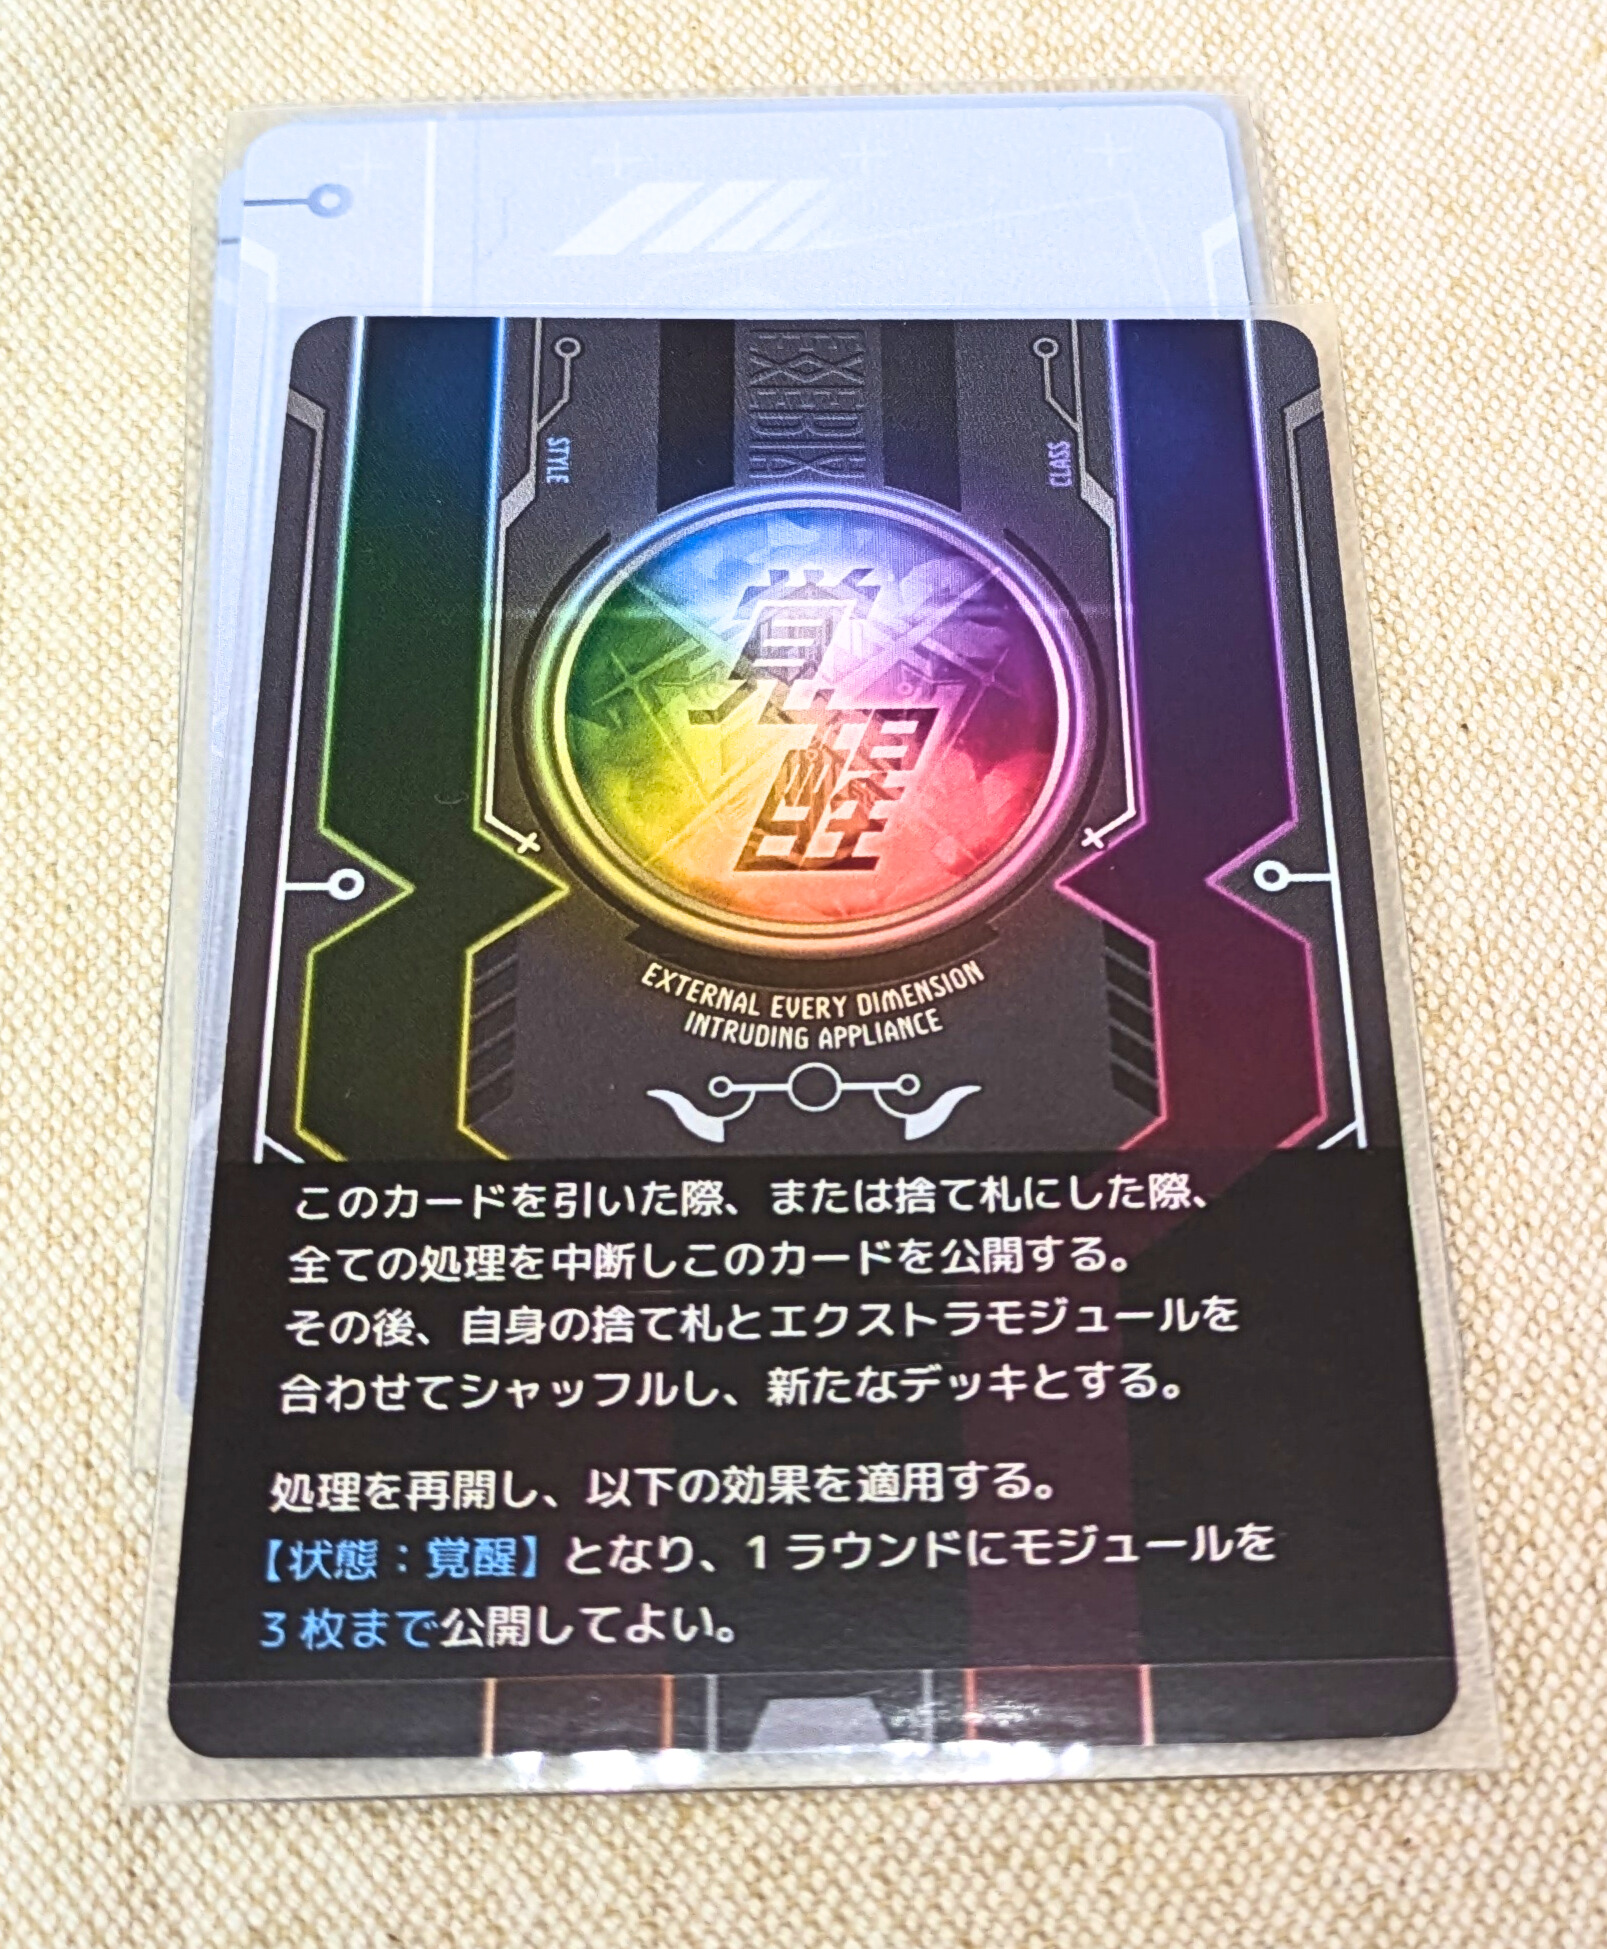 EXEDIA
STYLE
CLASS
覚醒
EXTERNAL EVERY DIMENSION
INTRUDING APPLIANCE
このカードを引いた際、または捨て札にした際、
全ての処理を中断しこのカードを公開する。
その後、自身の捨て札とエクストラモジュールを
合わせてシャッフルし、新たなデッキとする。
処理を再開し、以下の効果を適用する。
【状態：覚醒】となり、1ラウンドにモジュールを
3枚まで公開してよい。